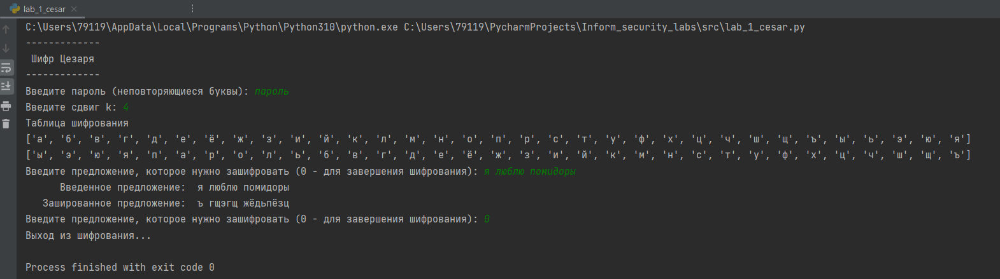 lab_1_cesar
C:\Users\79119\AppData\Local\Programs\Python\Python310\python.exe C:\Users\79119\PycharmProjects\Inform_security_labs\src\lab_1_cesar.py
-------------
Шифр Цезаря
-------------
Введите пароль (неповторяющиеся буквы): пароль
Введите сдвиг k: 4
Таблица шифрования
['а', 'б', 'в', 'г', 'д', 'е', 'ё', 'ж', 'з', 'и', 'й', 'к', 'л', 'м', 'н', 'о', 'п', 'р', 'с', 'т', 'у', 'ф', 'х', 'ц', 'ч', 'ш', 'щ', 'ъ', 'ы', 'ь', 'э', 'ю', 'я']
['ы', 'э', 'ю', 'я', 'п', 'а', 'р', 'о', 'л', 'ь', 'б', 'в', 'г', 'д', 'е', 'ё', 'ж', 'з', 'и', 'й', 'к', 'м', 'н', 'с', 'т', 'у', 'ф', 'х', 'ц', 'ч', 'ш', 'щ', 'ъ']
Введите предложение, которое нужно зашифровать (0 - для завершения шифрования): я люблю помидоры
Введенное предложение:  я люблю помидоры
Зашированное предложение:  ъ гщэгщ жёдьпёзц
Введите предложение, которое нужно зашифровать (0 - для завершения шифрования): 0
Выход из шифрования...
Process finished with exit code 0